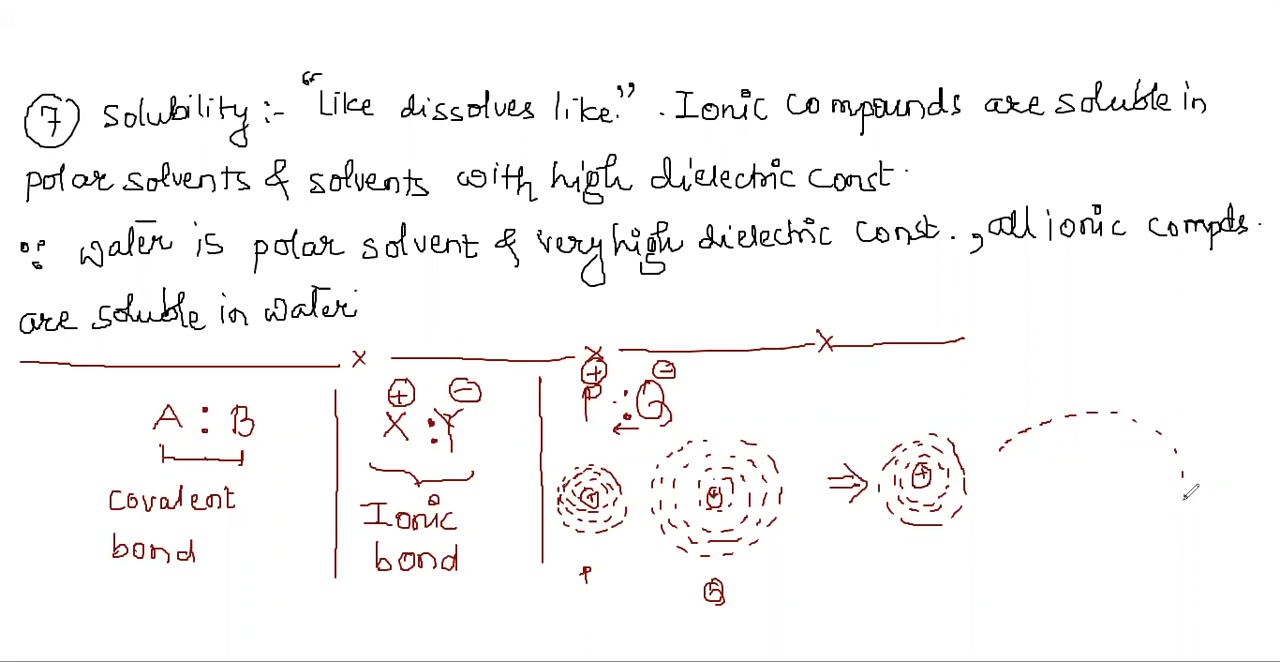 ⑦ Solubility :- "Like dissolves like". Ionic compounds are soluble in
polar solvents & solvents with high dielectric const.
∵ water is polar solvent & very high dielectric const., all ionic compds.
are soluble in water
x x x
⊕ ⊖ ⊕ ⊖
A : B X : Y P : Q
←
+ + ⇒ +
Covalent
bond
Ionic
bond
P
Q